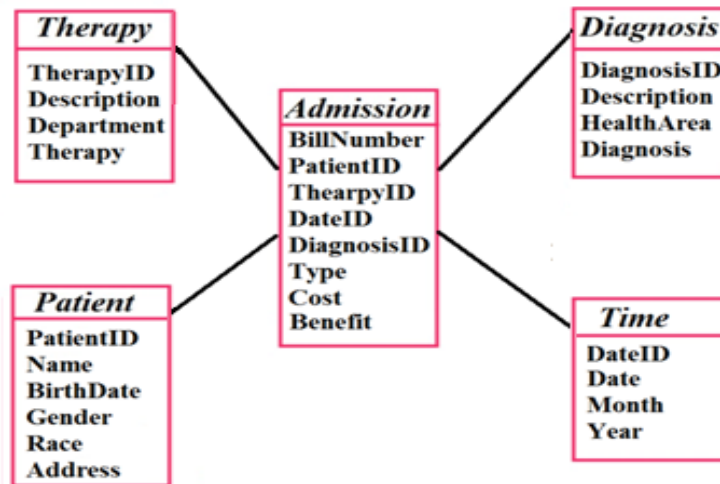 Therapy
TherapyID
Description
Department
Therapy
Diagnosis
DiagnosisID
Description
HealthArea
Diagnosis
Admission
BillNumber
PatientID
ThearpyID
DateID
DiagnosisID
Type
Cost
Benefit
Patient
PatientID
Name
BirthDate
Gender
Race
Address
Time
DateID
Date
Month
Year